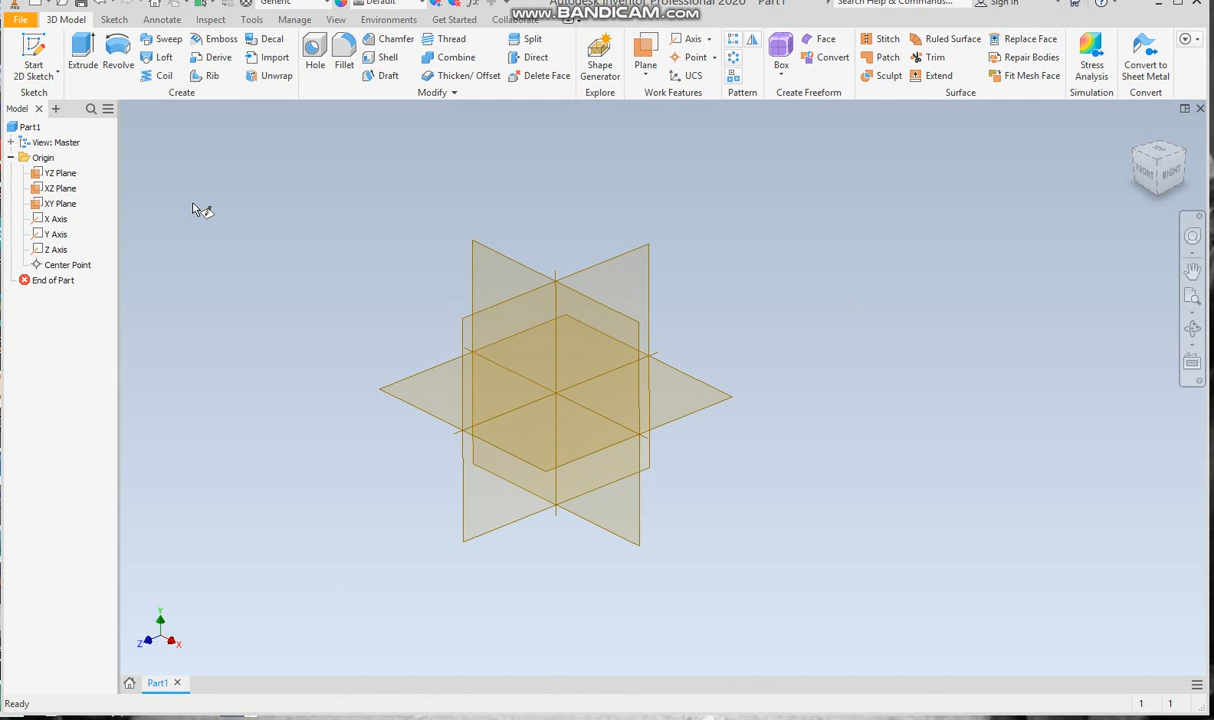 Generic Default Autodesk Inventor Professional 2020 Part1 Search Help & Commands... Sign In
www.BANDICAM.com
File 3D Model Sketch Annotate Inspect Tools Manage View Environments Get Started Collaborate
Start
2D Sketch
Extrude Revolve
Sweep Emboss Decal
Loft Derive Import
Coil Rib Unwrap
Hole Fillet
Chamfer Thread Split
Shell Combine Direct
Draft Thicken/ Offset Delete Face
Shape
Generator
Plane
Axis
Point
UCS
Box
Face
Convert
Stitch Ruled Surface Replace Face
Patch Trim Repair Bodies
Sculpt Extend Fit Mesh Face
Stress
Analysis
Convert to
Sheet Metal
Sketch Create Modify Explore Work Features Pattern Create Freeform Surface Simulation Convert
Model
Part1
View: Master
Origin
YZ Plane
XZ Plane
XY Plane
X Axis
Y Axis
Z Axis
Center Point
End of Part
TOP
FRONT RIGHT
Y
Z X
Part1
Ready 1 1